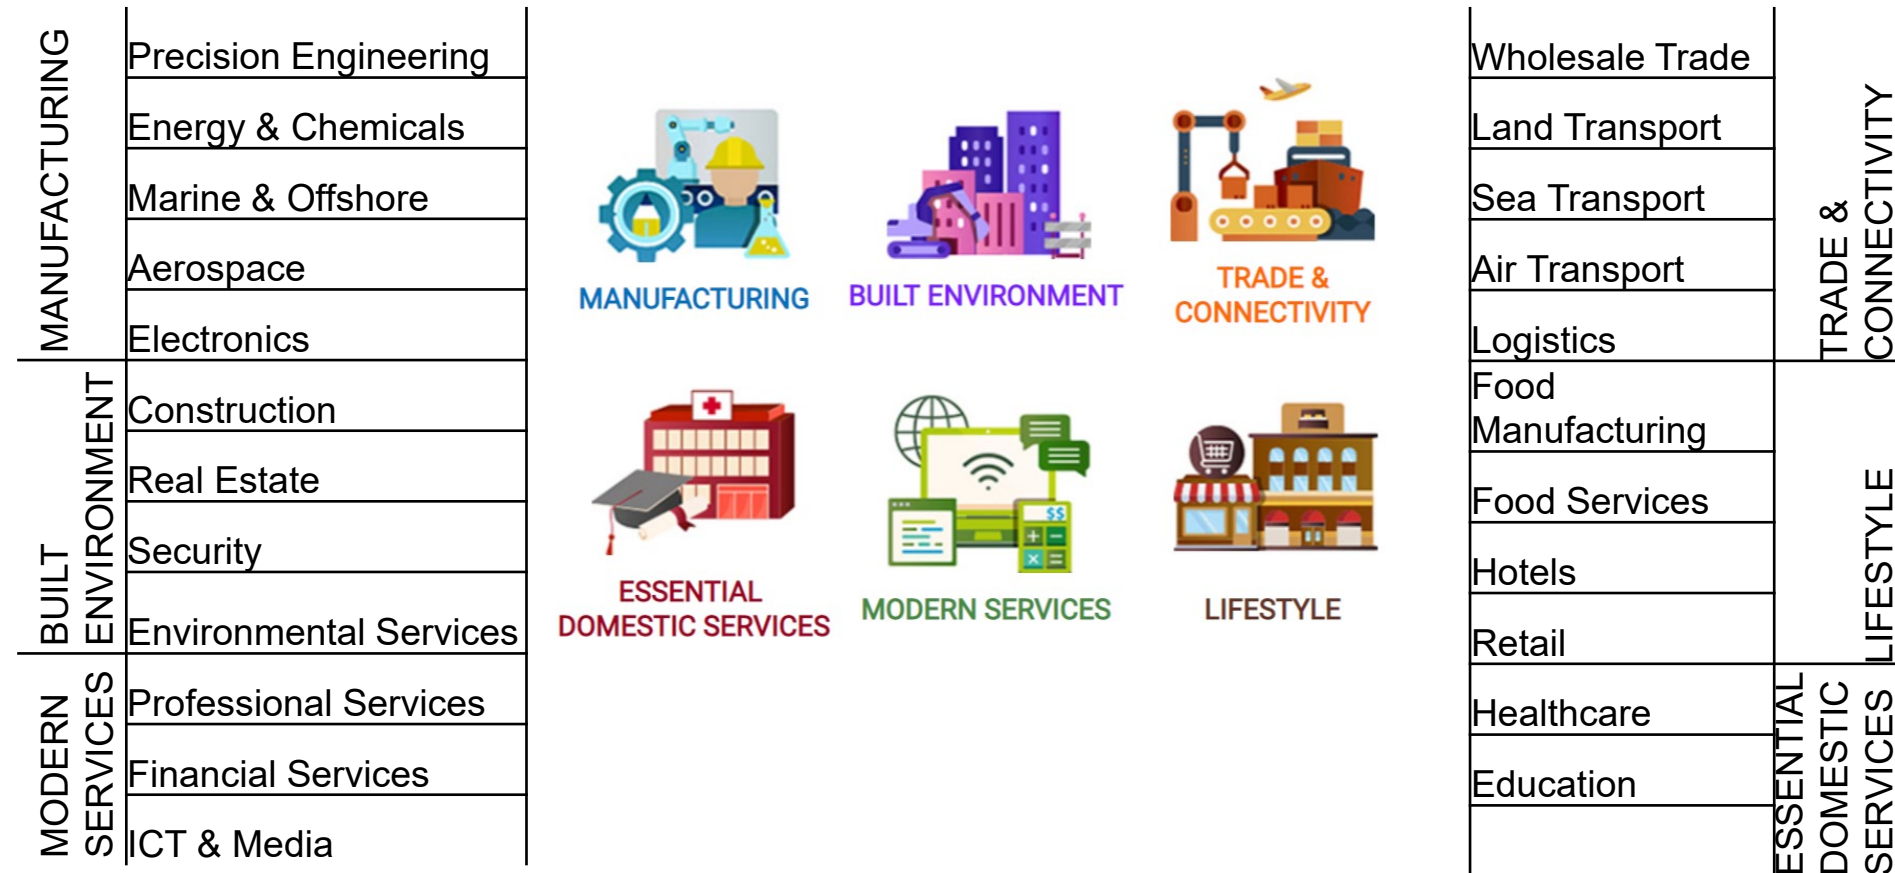 MANUFACTURING
Precision Engineering
Energy & Chemicals
Marine & Offshore
Aerospace
Electronics
BUILT
ENVIRONMENT
Construction
Real Estate
Security
Environmental Services
MODERN
SERVICES
Professional Services
Financial Services
ICT & Media
MANUFACTURING
BUILT ENVIRONMENT
TRADE &
CONNECTIVITY
ESSENTIAL
DOMESTIC SERVICES
$$
MODERN SERVICES
LIFESTYLE
Wholesale Trade
Land Transport
Sea Transport
Air Transport
Logistics
TRADE &
CONNECTIVITY
Food
Manufacturing
Food Services
Hotels
Retail
LIFESTYLE
Healthcare
Education
ESSENTIAL
DOMESTIC
SERVICES